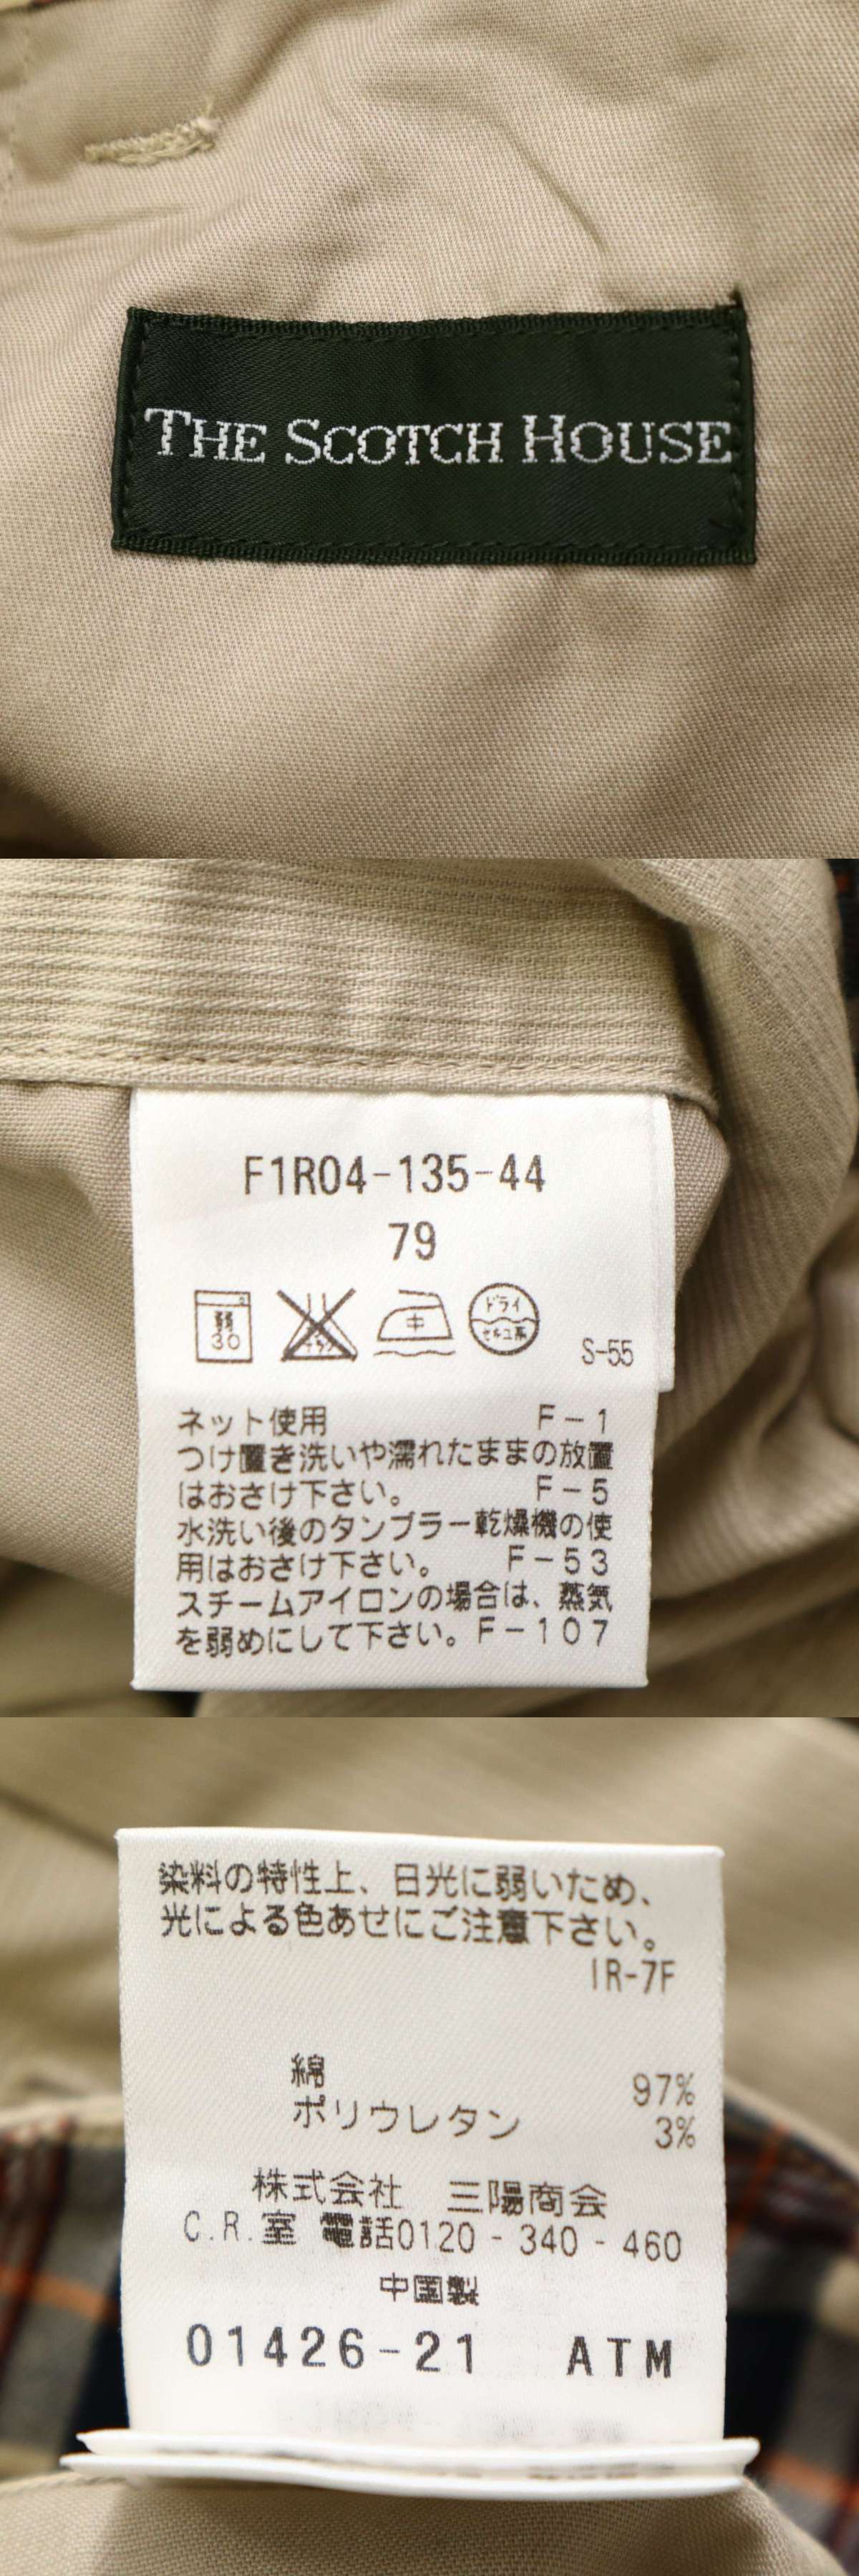 THE SCOTCH HOUSE
F1R04-135-44
79
弱
30
中
ドライ
セキユ系
S-55
ネット使用 F-1
つけ置き洗いや濡れたままの放置
はおさけ下さい。 F-5
水洗い後のタンブラー乾燥機の使
用はおさけ下さい。 F-53
スチームアイロンの場合は、蒸気
を弱めにして下さい。F-107
染料の特性上、日光に弱いため、
光による色あせにご注意下さい。
IR-7F
綿 97%
ポリウレタン 3%
株式会社 三陽商会
C.R.室 電話0120-340-460
中国製
01426-21 ATM